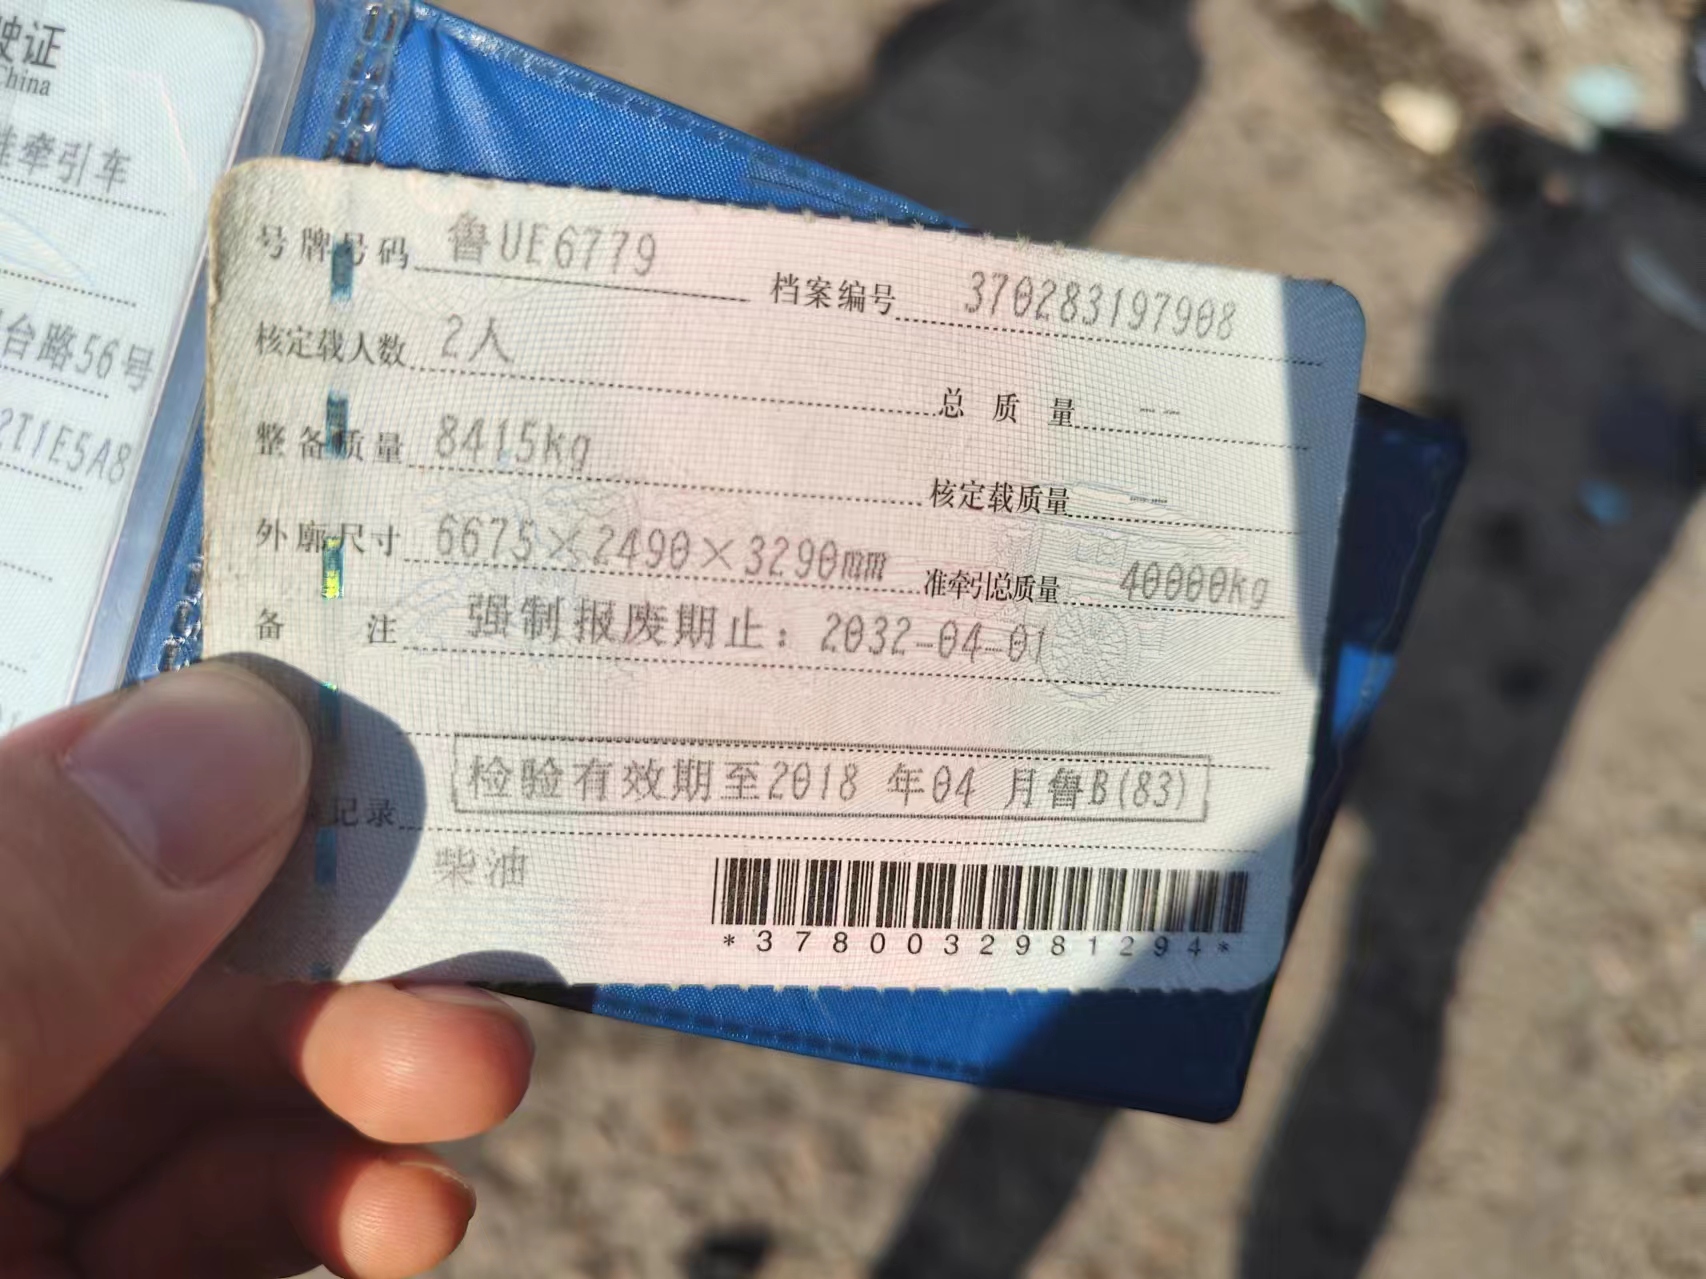 驶证
China
牵引车
台路56号
2T1E5A8
号牌号码 鲁UE6779 档案编号 370283197908
核定载人数 2人 总质量 --
整备质量 8415kg 核定载质量 --
外廓尺寸 6675×2490×3290mm 准牵引总质量 40000kg
备注 强制报废期止：2032-04-01
检验有效期至2018 年04 月鲁B(83)
记录
柴油
*3780032981294*